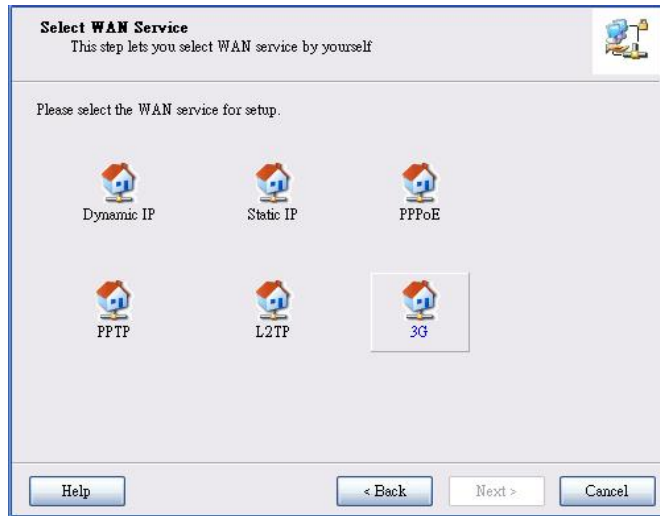 Select WAN Service
This step lets you select WAN service by yourself
Please select the WAN service for setup.
Dynamic IP Static IP PPPoE
PPTP L2TP 3G
Help < Back Next > Cancel